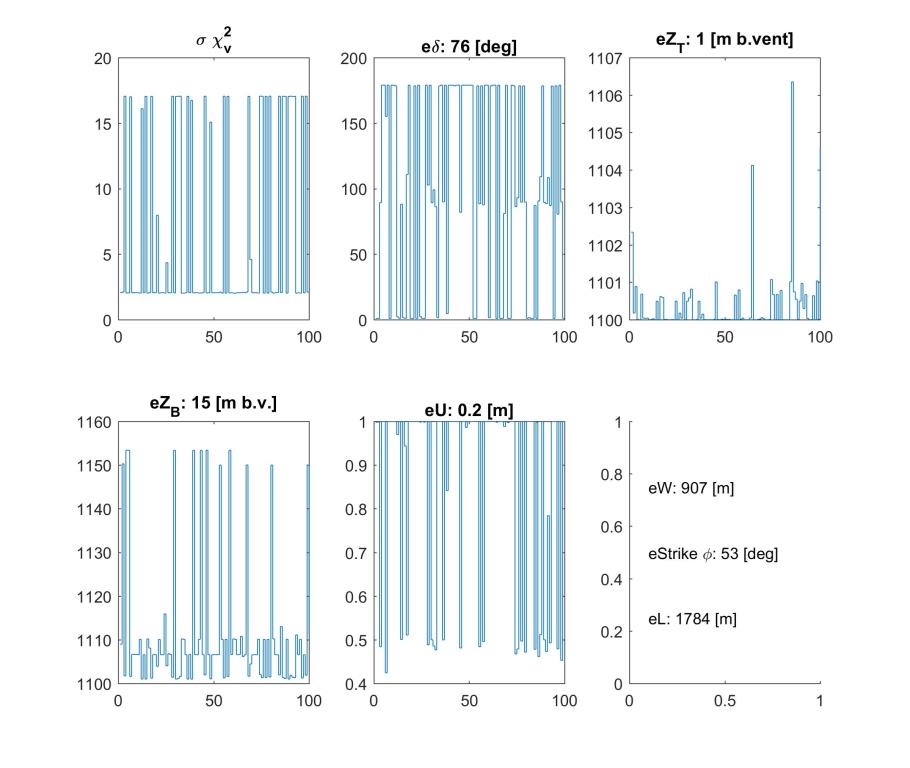 σ χ²ᵥ
eδ: 76 [deg]
eZ_T: 1 [m b.vent]
20
15
10
5
0
0 50 100
200
150
100
50
0
0 50 100
1107
1106
1105
1104
1103
1102
1101
1100
0 50 100
eZ_B: 15 [m b.v.]
eU: 0.2 [m]
1160
1150
1140
1130
1120
1110
1100
0 50 100
1
0.9
0.8
0.7
0.6
0.5
0.4
0 50 100
1
0.8
0.6
0.4
0.2
0
0 0.5 1
eW: 907 [m]
eStrike ϕ: 53 [deg]
eL: 1784 [m]